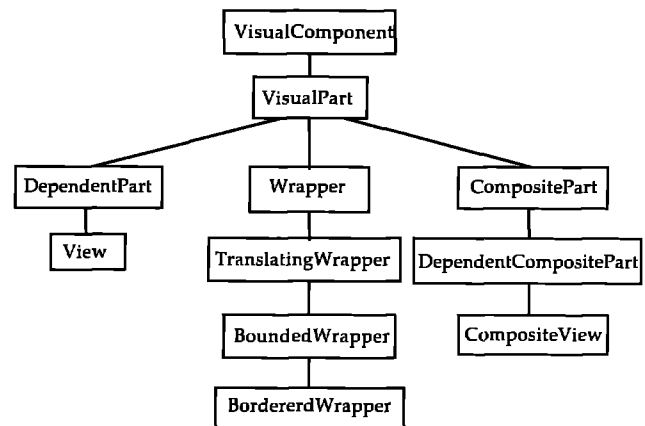 VisualComponent
VisualPart
DependentPart
Wrapper
CompositePart
View
TranslatingWrapper
DependentCompositePart
BoundedWrapper
CompositeView
BordererdWrapper